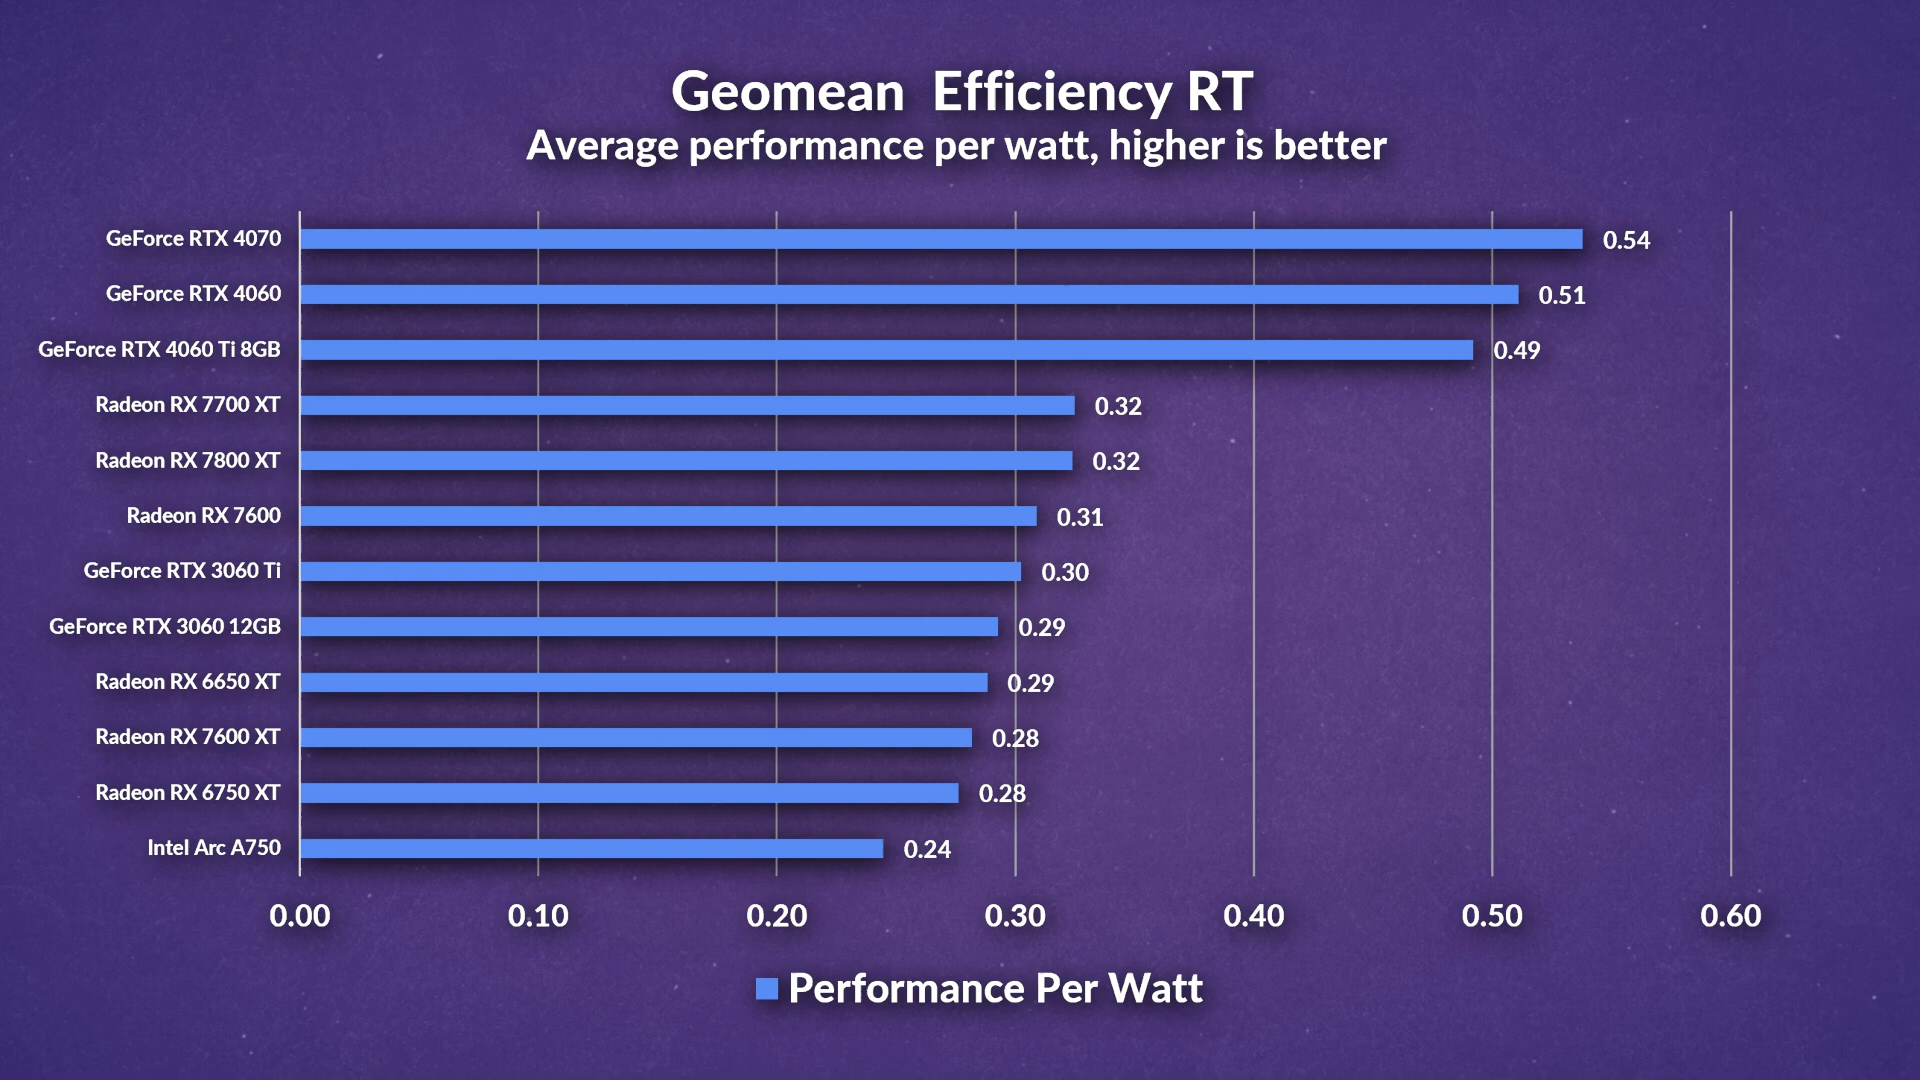 Geomean  Efficiency RT
Average performance per watt, higher is better
GeForce RTX 4070 0.54
GeForce RTX 4060 0.51
GeForce RTX 4060 Ti 8GB 0.49
Radeon RX 7700 XT 0.32
Radeon RX 7800 XT 0.32
Radeon RX 7600 0.31
GeForce RTX 3060 Ti 0.30
GeForce RTX 3060 12GB 0.29
Radeon RX 6650 XT 0.29
Radeon RX 7600 XT 0.28
Radeon RX 6750 XT 0.28
Intel Arc A750 0.24
0.00 0.10 0.20 0.30 0.40 0.50 0.60
Performance Per Watt